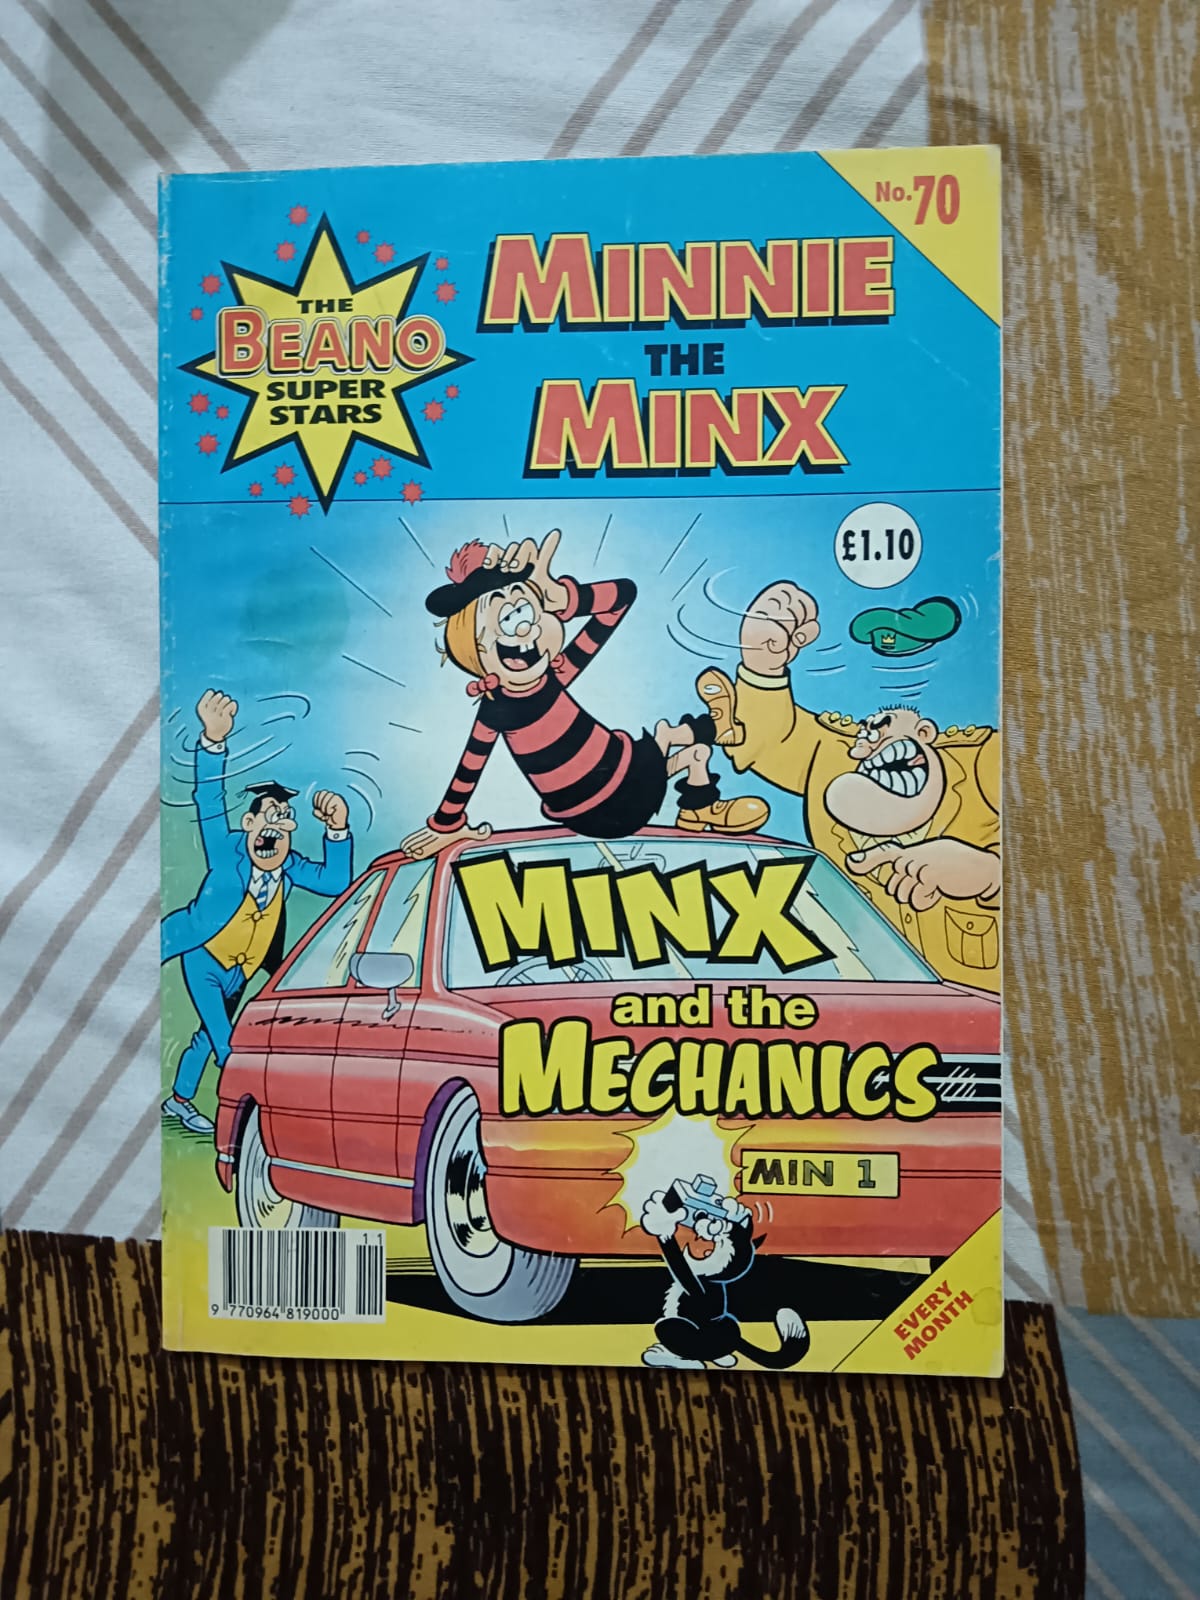 No.70
THE
BEANO
SUPER
STARS
MINNIE
THE
MINX
£1.10
MINX
and the
MECHANICS
MIN 1
11
9 770964 819000
EVERY
MONTH